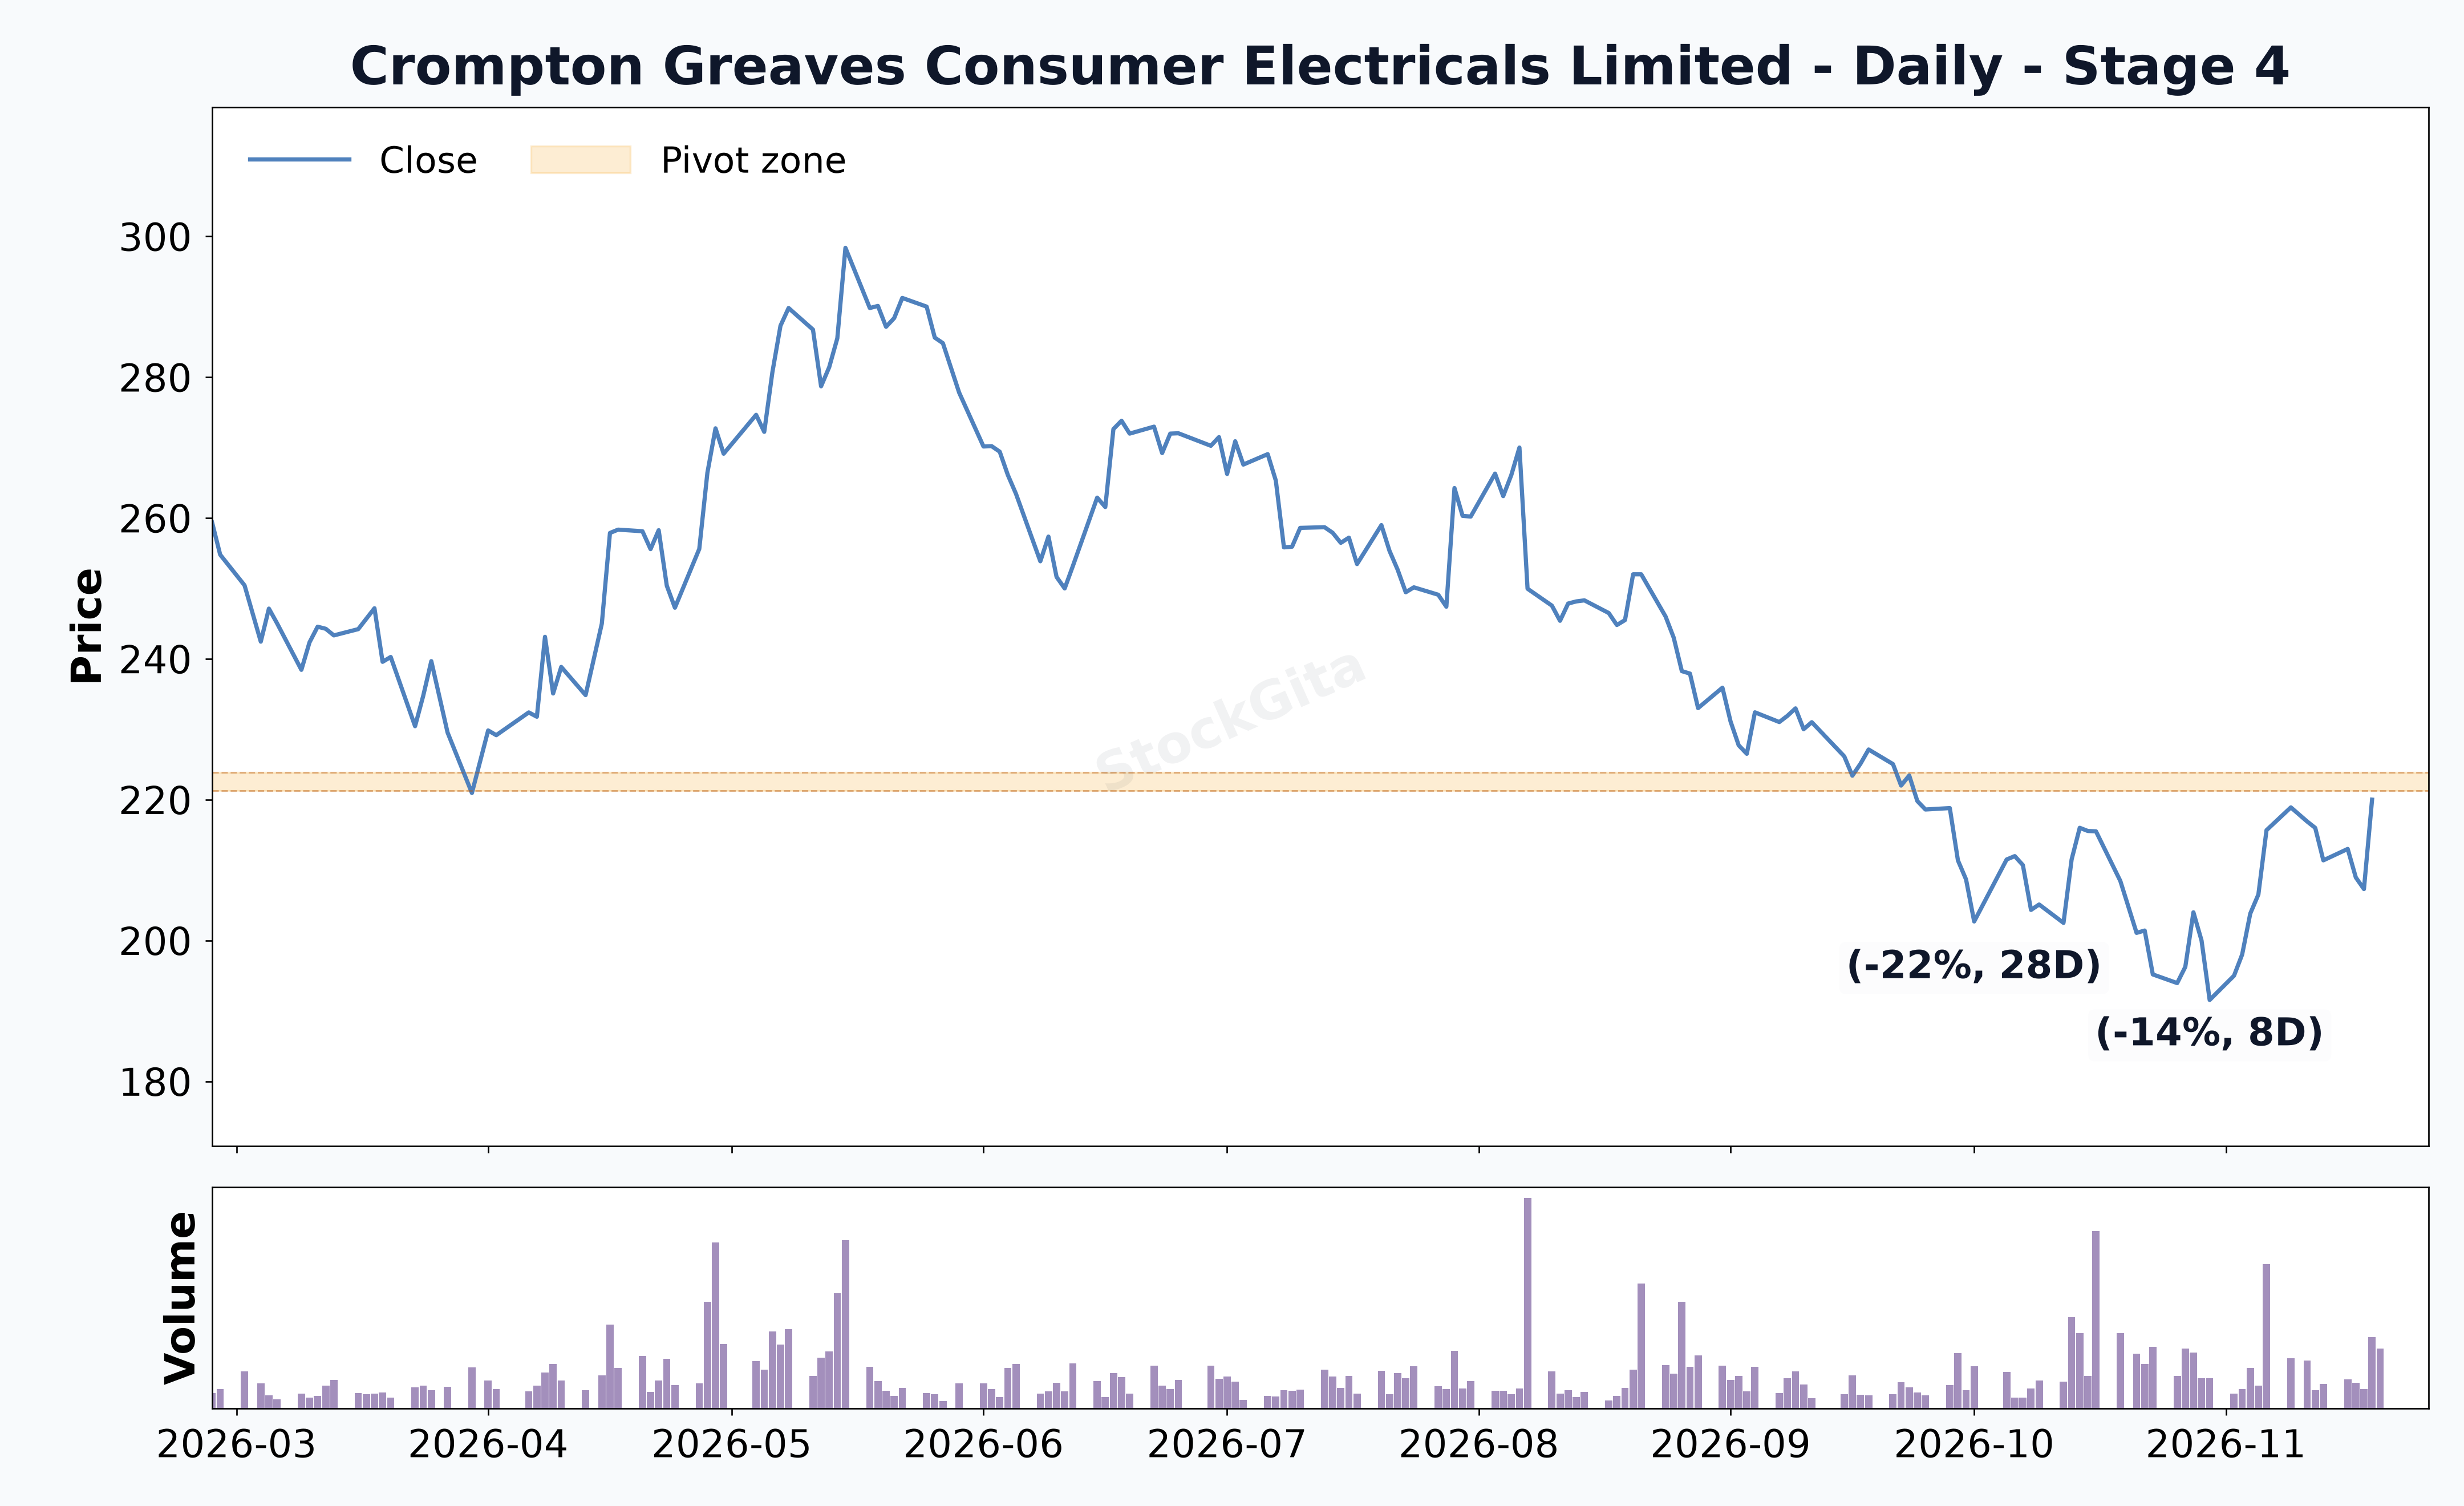 Crompton Greaves Consumer Electricals Limited - Daily - Stage 4
Close
Pivot zone
Price
300
280
260
240
220
200
180
StockGita
(-22%, 28D)
(-14%, 8D)
Volume
2026-03
2026-04
2026-05
2026-06
2026-07
2026-08
2026-09
2026-10
2026-11